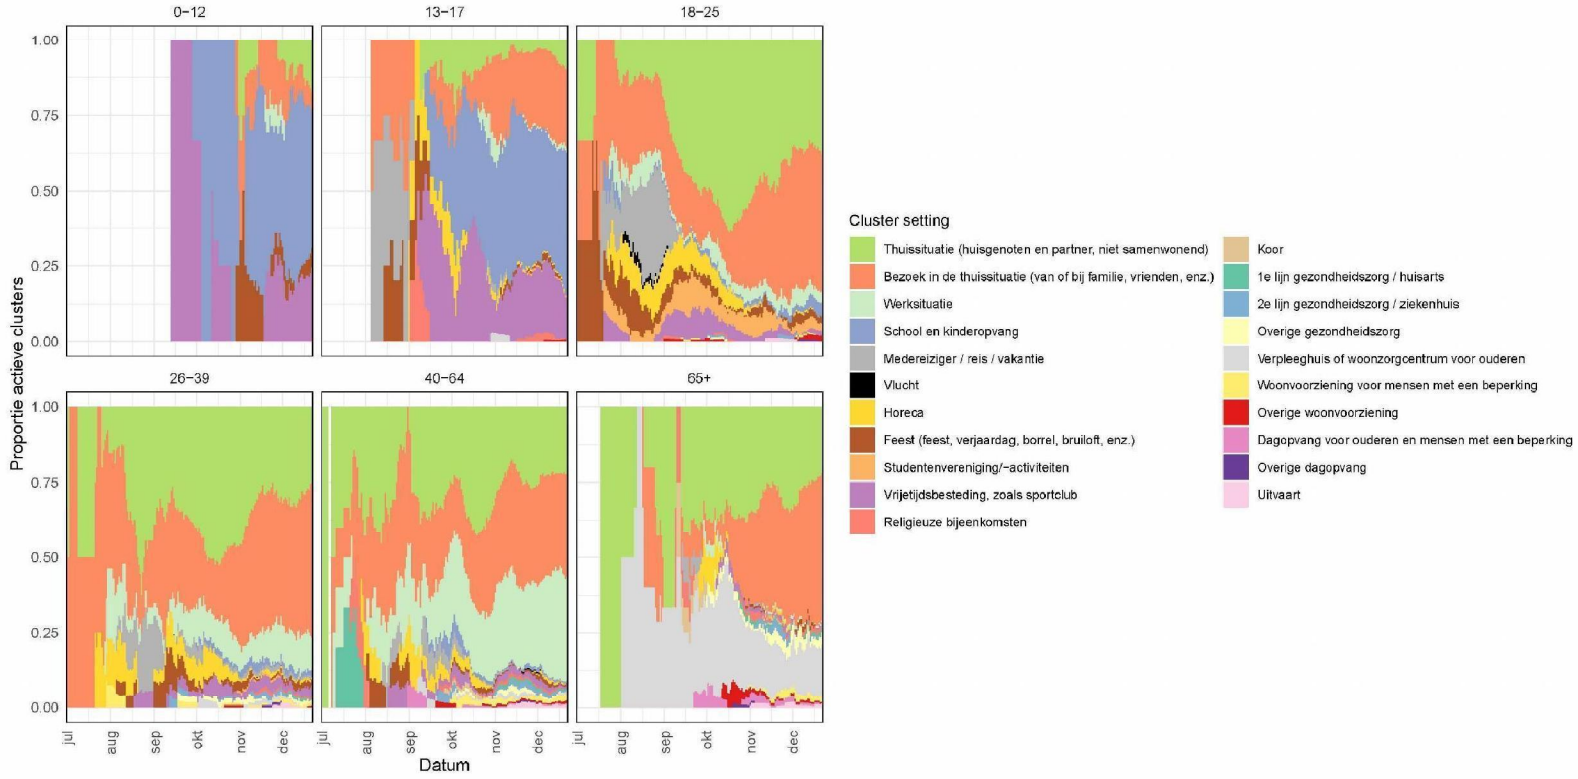 0−12
13−17
18−25
1.00
0.75
0.50
0.25
0.00
26−39
40−64
65+
1.00
0.75
0.50
0.25
0.00
jul
aug
sep
okt
nov
dec
jul
aug
sep
okt
nov
dec
jul
aug
sep
okt
nov
dec
Datum
Proportie actieve clusters
Cluster setting
Thuissituatie (huisgenoten en partner, niet samenwonend)
Bezoek in de thuissituatie (van of bij familie, vrienden, enz.)
Werksituatie
School en kinderopvang
Medereiziger / reis / vakantie
Vlucht
Horeca
Feest (feest, verjaardag, borrel, bruiloft, enz.)
Studentenvereniging/−activiteiten
Vrijetijdsbesteding, zoals sportclub
Religieuze bijeenkomsten
Koor
1e lijn gezondheidszorg / huisarts
2e lijn gezondheidszorg / ziekenhuis
Overige gezondheidszorg
Verpleeghuis of woonzorgcentrum voor ouderen
Woonvoorziening voor mensen met een beperking
Overige woonvoorziening
Dagopvang voor ouderen en mensen met een beperking
Overige dagopvang
Uitvaart